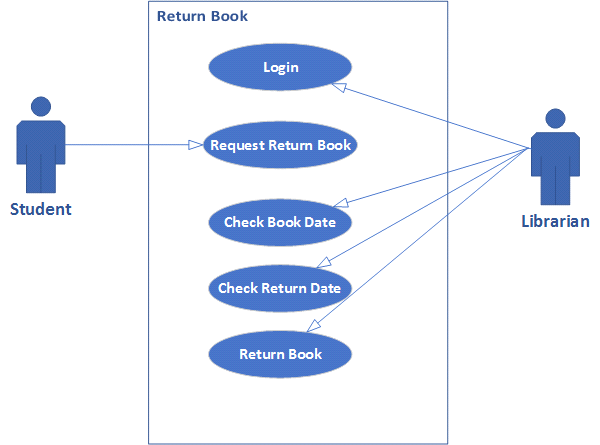 Return Book
Login
Request Return Book
Student
Librarian
Check Book Date
Check Return Date
Return Book